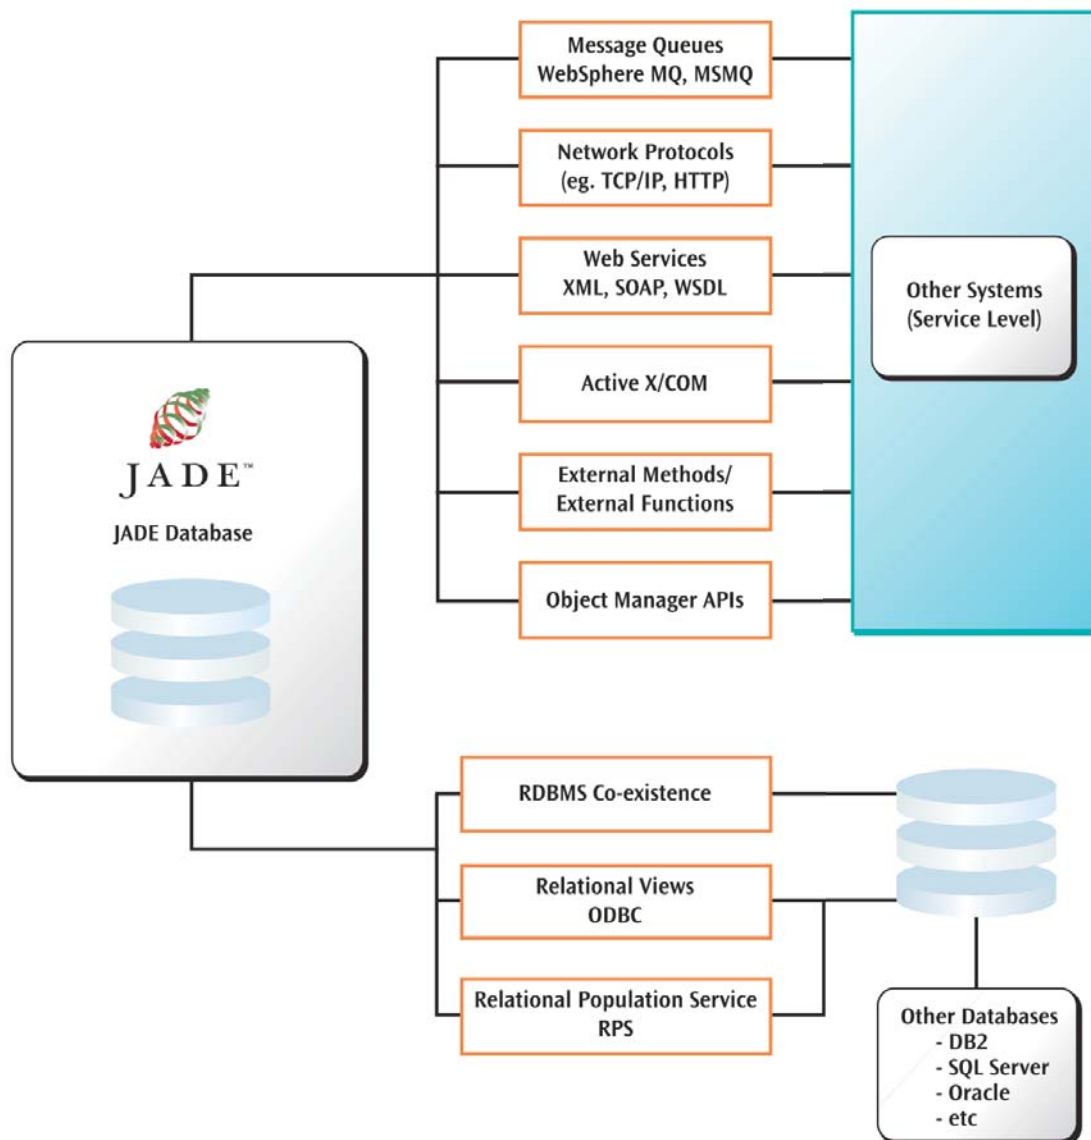 Message Queues
WebSphere MQ, MSMQ
Network Protocols
(eg. TCP/IP, HTTP)
Web Services
XML, SOAP, WSDL
Other Systems
(Service Level)
Active X/COM
JADE™
JADE Database
External Methods/
External Functions
Object Manager APIs
RDBMS Co-existence
Relational Views
ODBC
Relational Population Service
RPS
Other Databases
- DB2
- SQL Server
- Oracle
- etc